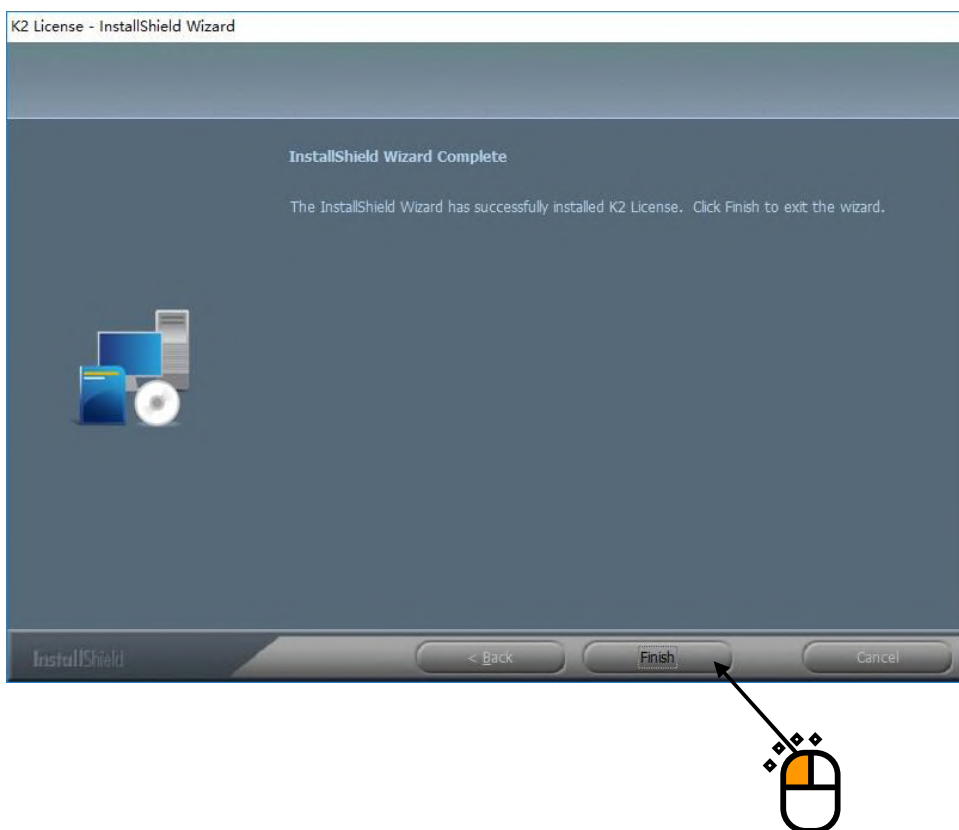 K2 License - InstallShield Wizard
InstallShield Wizard Complete
The InstallShield Wizard has successfully installed K2 License. Click Finish to exit the wizard.
InstallShield
< Back
Finish
Cancel